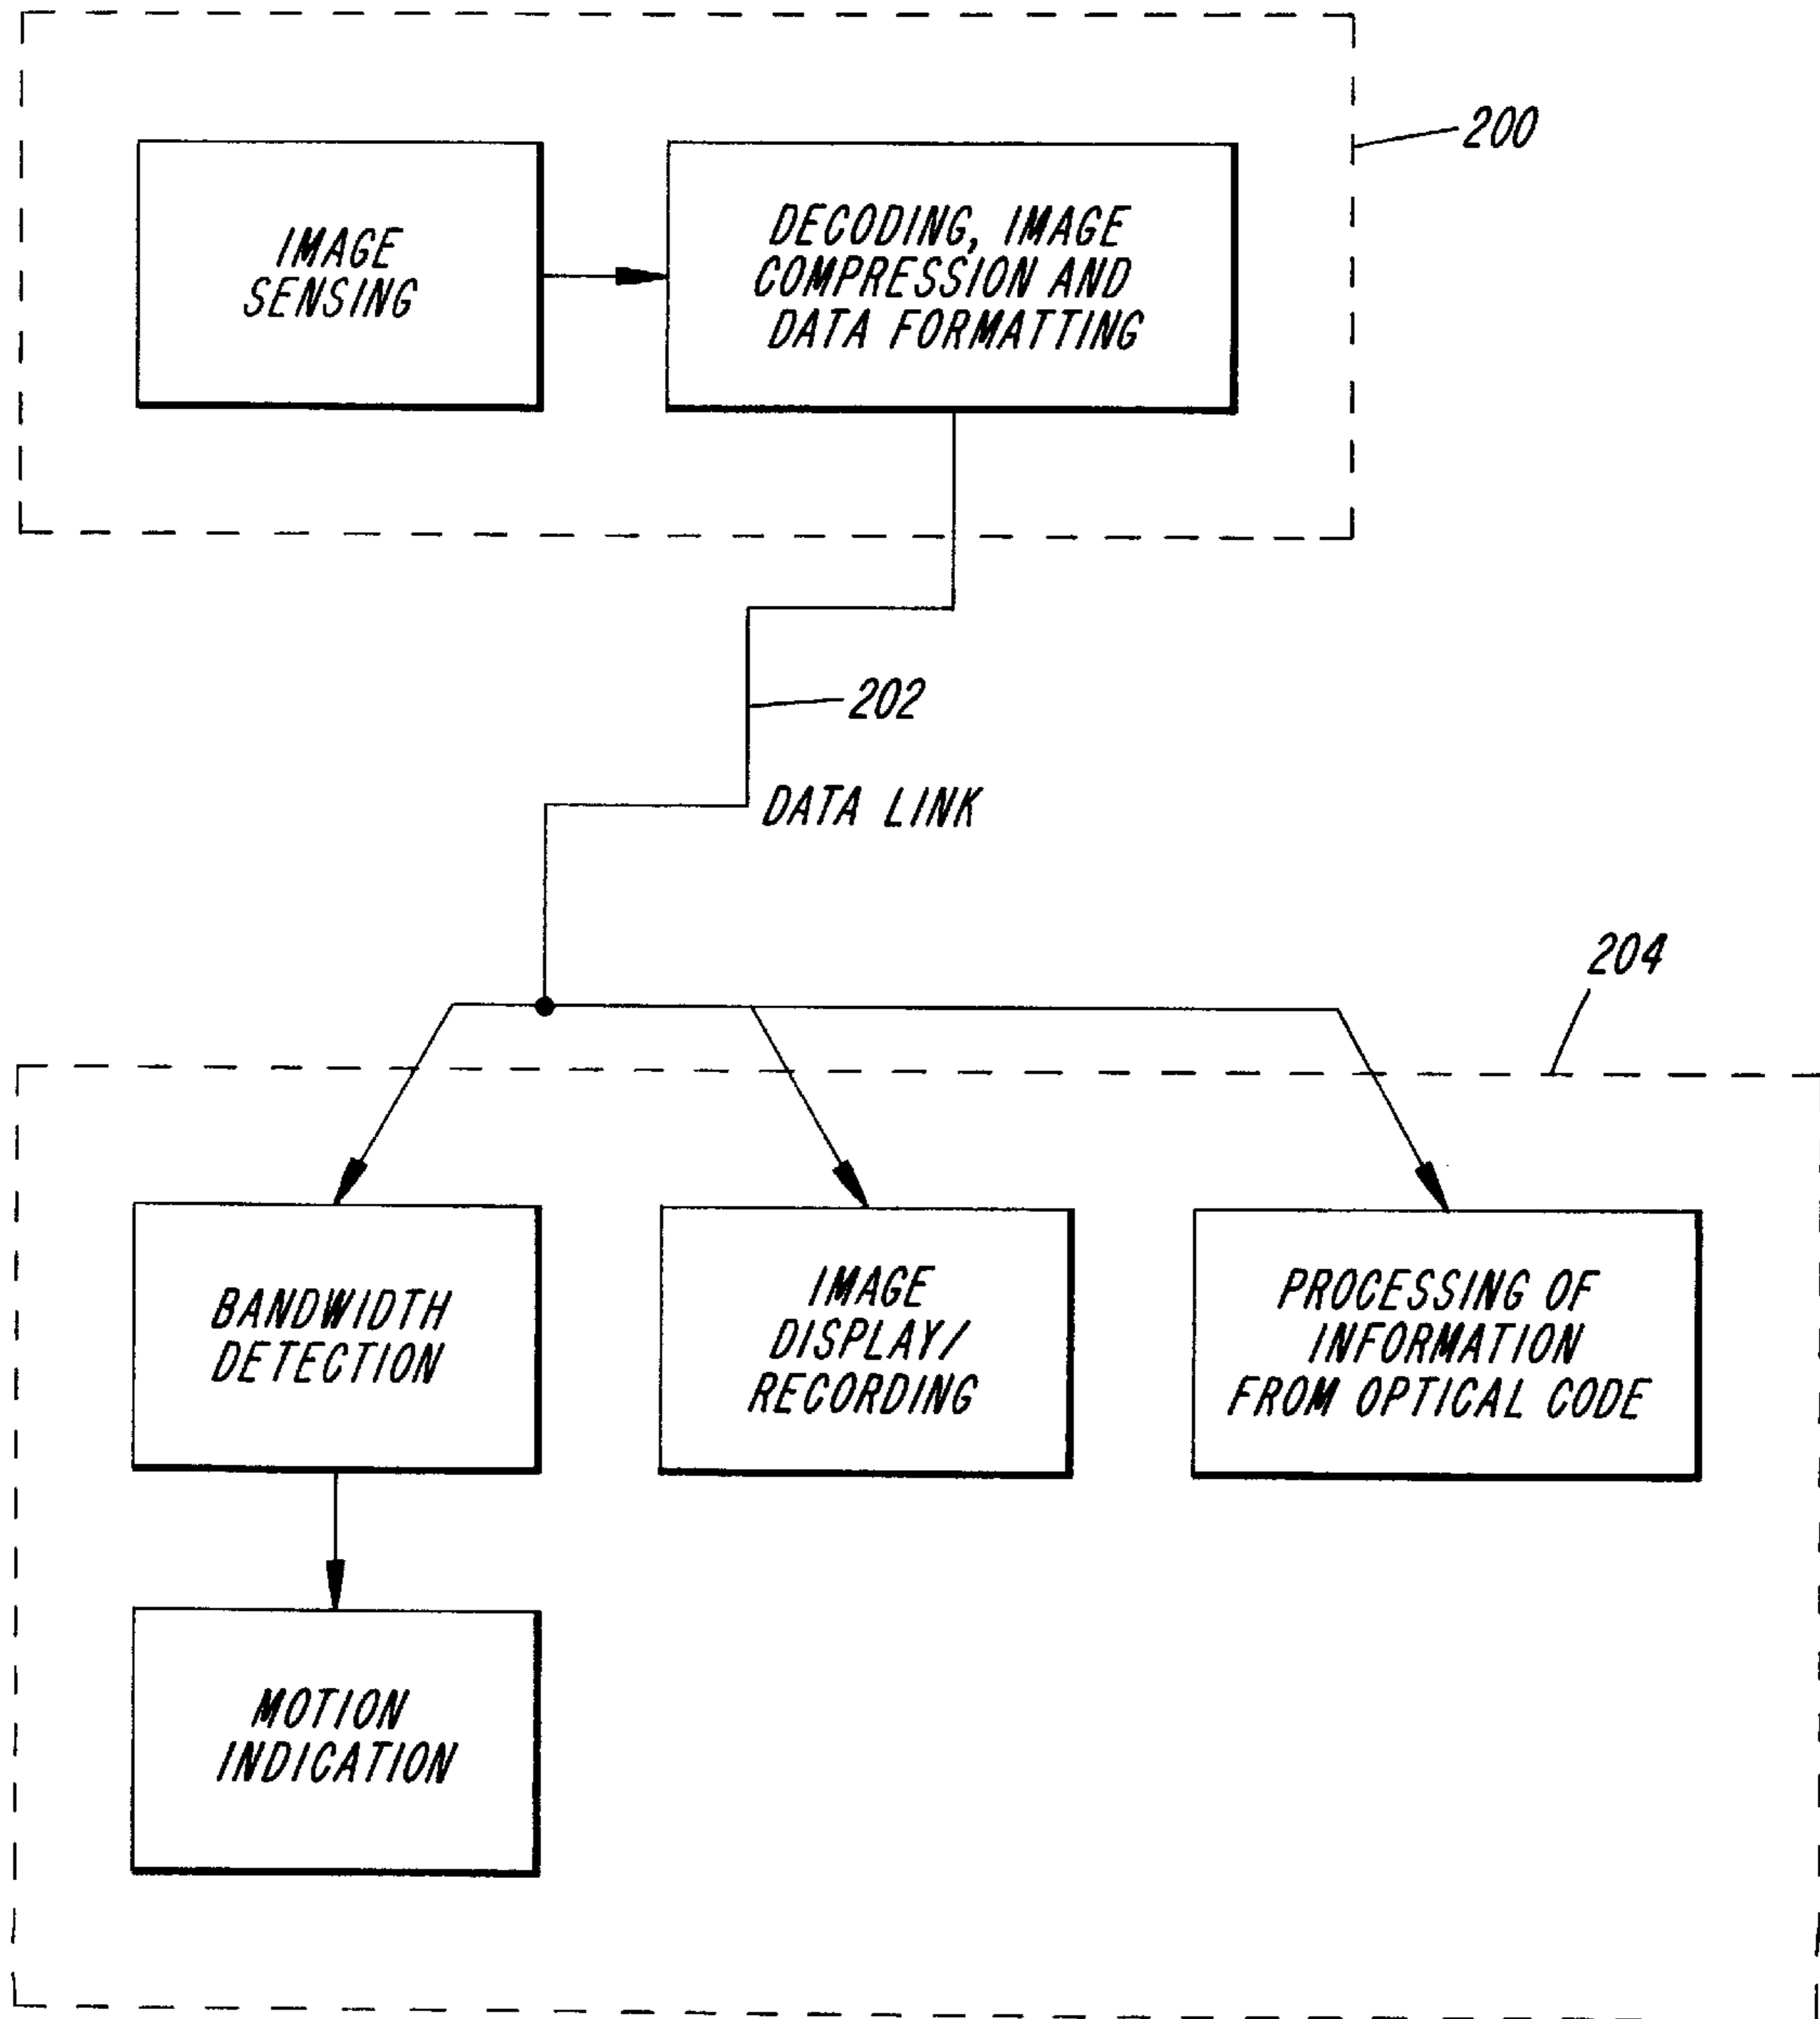 200
IMAGE
SENSING
DECODING, IMAGE
COMPRESSION AND
DATA FORMATTING
202
DATA LINK
204
BANDWIDTH
DETECTION
IMAGE
DISPLAY/
RECORDING
PROCESSING OF
INFORMATION
FROM OPTICAL CODE
MOTION
INDICATION